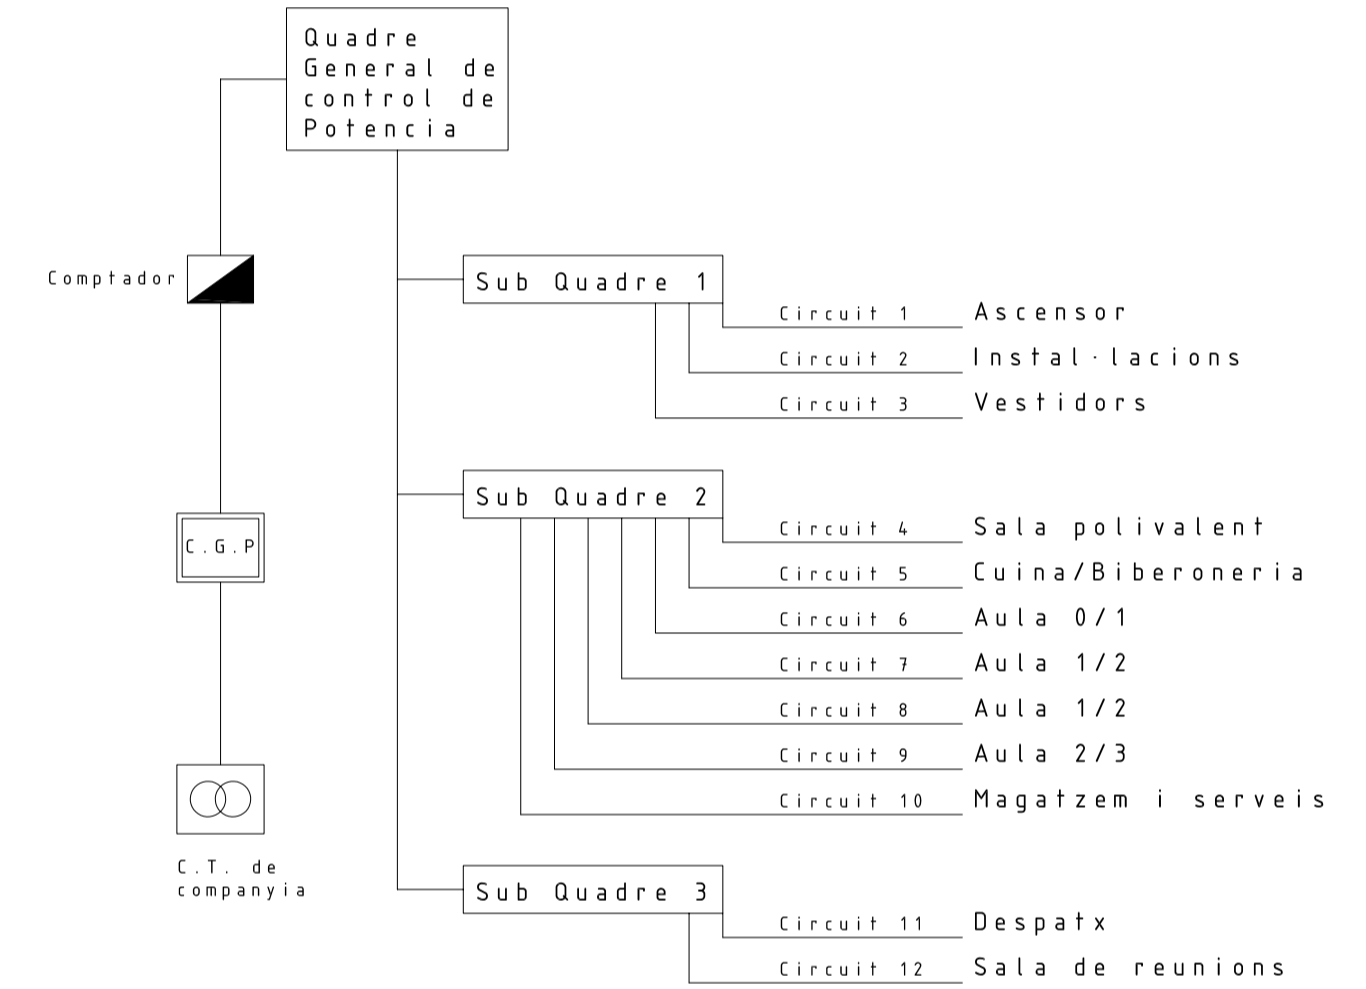 Quadre
General de
control de
Potencia
Comptador
C.G.P
C.T. de
companyia
Sub Quadre 1
Circuit 1 Ascensor
Circuit 2 Instal·lacions
Circuit 3 Vestidors
Sub Quadre 2
Circuit 4 Sala polivalent
Circuit 5 Cuina/Biberoneria
Circuit 6 Aula 0/1
Circuit 7 Aula 1/2
Circuit 8 Aula 1/2
Circuit 9 Aula 2/3
Circuit 10 Magatzem i serveis
Sub Quadre 3
Circuit 11 Despatx
Circuit 12 Sala de reunions